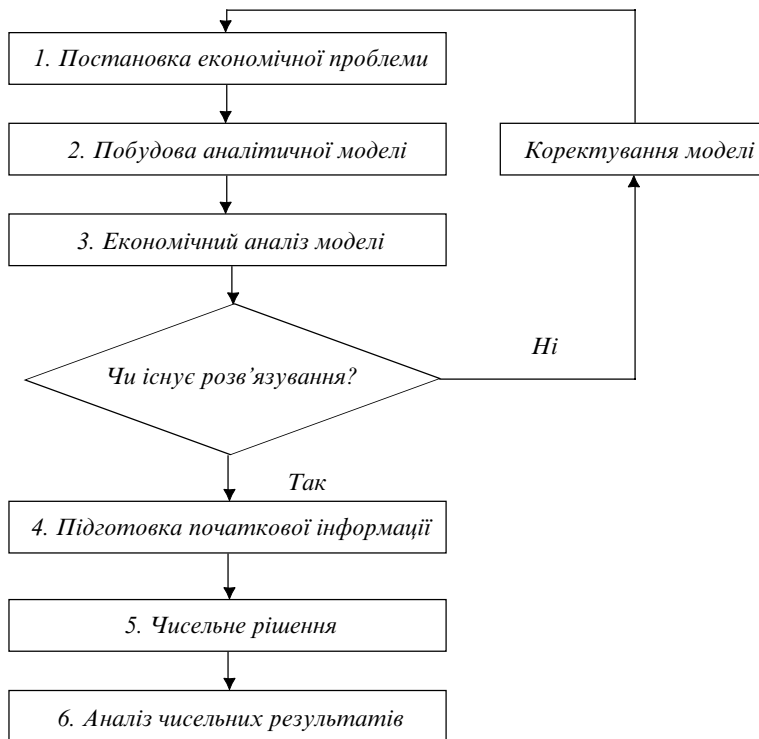 1. Постановка економічної проблеми
2. Побудова аналітичної моделі
Коректування моделі
3. Економічний аналіз моделі
Ні
Чи існує розв’язування?
Так
4. Підготовка початкової інформації
5. Чисельне рішення
6. Аналіз чисельних результатів